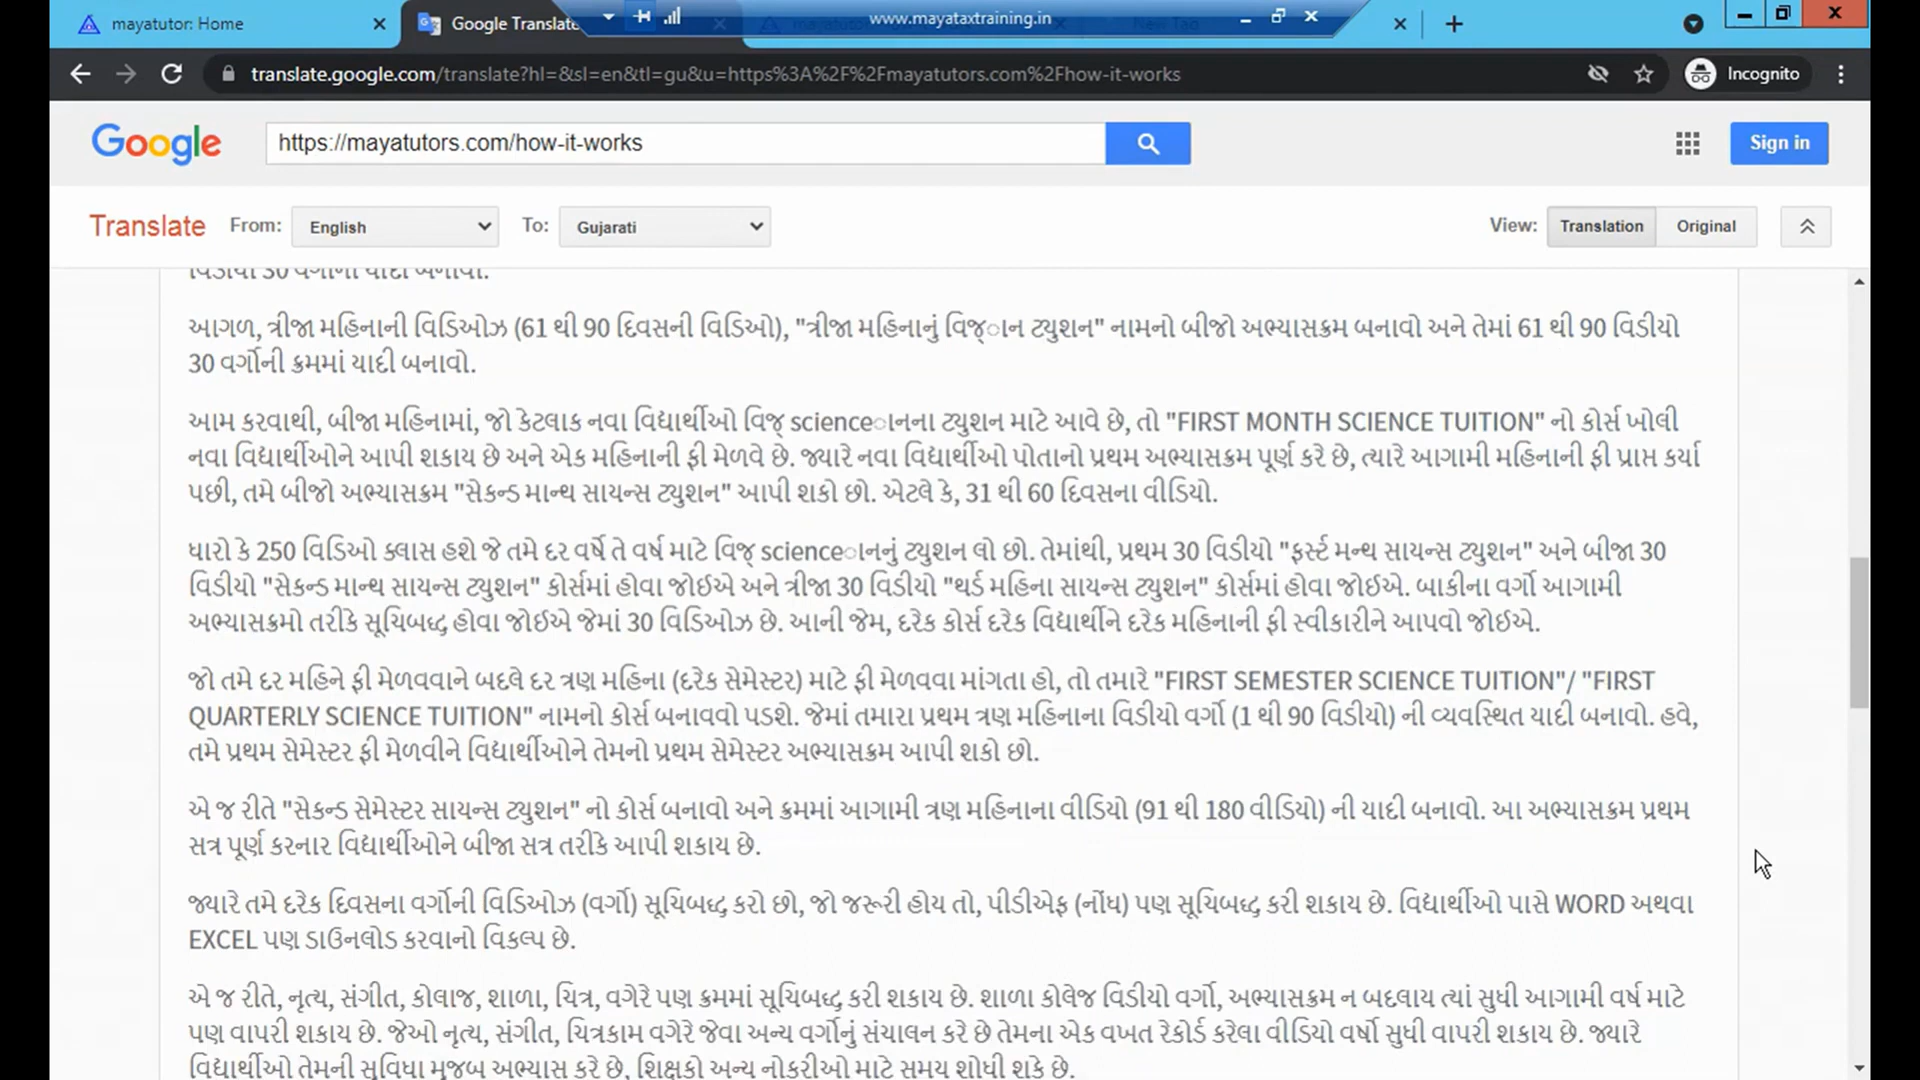 mayatutor: Home
Google Translate
www.mayataxtraining.in
translate.google.com/translate?hl=&sl=en&tl=gu&u=https%3A%2F%2Fmayatutors.com%2Fhow-it-works
Incognito
Google
https://mayatutors.com/how-it-works
Sign in
Translate From: English To: Gujarati View: Translation Original
વિડીયો 30 વર્ગોની યાદી બનાવો.
આગળ, ત્રીજા મહિનાની વિડિઓઝ (61 થી 90 દિવસની વિડિઓ), "ત્રીજા મહિનાનું વિજ્ઞાન ટ્યુશન" નામનો બીજો અભ્યાસક્રમ બનાવો અને તેમાં 61 થી 90 વિડીયો
30 વર્ગોની ક્રમમાં યાદી બનાવો.
આમ કરવાથી, બીજા મહિનામાં, જો કેટલાક નવા વિદ્યાર્થીઓ વિજ્ scienceાનના ટ્યુશન માટે આવે છે, તો "FIRST MONTH SCIENCE TUITION" નો કોર્સ ખોલી
નવા વિદ્યાર્થીઓને આપી શકાય છે અને એક મહિનાની ફી મેળવે છે. જ્યારે નવા વિદ્યાર્થીઓ પોતાનો પ્રથમ અભ્યાસક્રમ પૂર્ણ કરે છે, ત્યારે આગામી મહિનાની ફી પ્રાપ્ત કર્યા
પછી, તમે બીજો અભ્યાસક્રમ "સેકન્ડ માન્થ સાયન્સ ટ્યુશન" આપી શકો છો. એટલે કે, 31 થી 60 દિવસના વીડિયો.
ધારો કે 250 વિડિઓ ક્લાસ હશે જે તમે દર વર્ષે તે વર્ષ માટે વિજ્ scienceાનનું ટ્યુશન લો છો. તેમાંથી, પ્રથમ 30 વિડીયો "ફર્સ્ટ મન્થ સાયન્સ ટ્યુશન" અને બીજા 30
વિડીયો "સેકન્ડ માન્થ સાયન્સ ટ્યુશન" કોર્સમાં હોવા જોઈએ અને ત્રીજા 30 વિડીયો "થર્ડ મહિના સાયન્સ ટ્યુશન" કોર્સમાં હોવા જોઈએ. બાકીના વર્ગો આગામી
અભ્યાસક્રમો તરીકે સૂચિબદ્ધ હોવા જોઈએ જેમાં 30 વિડિઓઝ છે. આની જેમ, દરેક કોર્સ દરેક વિદ્યાર્થીને દરેક મહિનાની ફી સ્વીકારીને આપવો જોઈએ.
જો તમે દર મહિને ફી મેળવવાને બદલે દર ત્રણ મહિના (દરેક સેમેસ્ટર) માટે ફી મેળવવા માંગતા હો, તો તમારે "FIRST SEMESTER SCIENCE TUITION"/ "FIRST
QUARTERLY SCIENCE TUITION" નામનો કોર્સ બનાવવો પડશે. જેમાં તમારા પ્રથમ ત્રણ મહિનાના વિડીયો વર્ગો (1 થી 90 વિડીયો) ની વ્યવસ્થિત યાદી બનાવો. હવે,
તમે પ્રથમ સેમેસ્ટર ફી મેળવીને વિદ્યાર્થીઓને તેમનો પ્રથમ સેમેસ્ટર અભ્યાસક્રમ આપી શકો છો.
એ જ રીતે "સેકન્ડ સેમેસ્ટર સાયન્સ ટ્યુશન" નો કોર્સ બનાવો અને ક્રમમાં આગામી ત્રણ મહિનાના વીડિયો (91 થી 180 વીડિયો) ની યાદી બનાવો. આ અભ્યાસક્રમ પ્રથમ
સત્ર પૂર્ણ કરનાર વિદ્યાર્થીઓને બીજા સત્ર તરીકે આપી શકાય છે.
જ્યારે તમે દરેક દિવસના વર્ગોની વિડિઓઝ (વર્ગો) સૂચિબદ્ધ કરો છો, જો જરૂરી હોય તો, પીડીએફ (નોંધ) પણ સૂચિબદ્ધ કરી શકાય છે. વિદ્યાર્થીઓ પાસે WORD અથવા
EXCEL પણ ડાઉનલોડ કરવાનો વિકલ્પ છે.
એ જ રીતે, નૃત્ય, સંગીત, કોલાજ, શાળા, ચિત્ર, વગેરે પણ ક્રમમાં સૂચિબદ્ધ કરી શકાય છે. શાળા કોલેજ વિડીયો વર્ગો, અભ્યાસક્રમ ન બદલાય ત્યાં સુધી આગામી વર્ષ માટે
પણ વાપરી શકાય છે. જેઓ નૃત્ય, સંગીત, ચિત્રકામ વગેરે જેવા અન્ય વર્ગોનું સંચાલન કરે છે તેમના એક વખત રેકોર્ડ કરેલા વીડિયો વર્ષો સુધી વાપરી શકાય છે. જ્યારે
વિદ્યાર્થીઓ તેમની સુવિધા મુજબ અભ્યાસ કરે છે, શિક્ષકો અન્ય નોકરીઓ માટે સમય શોધી શકે છે.